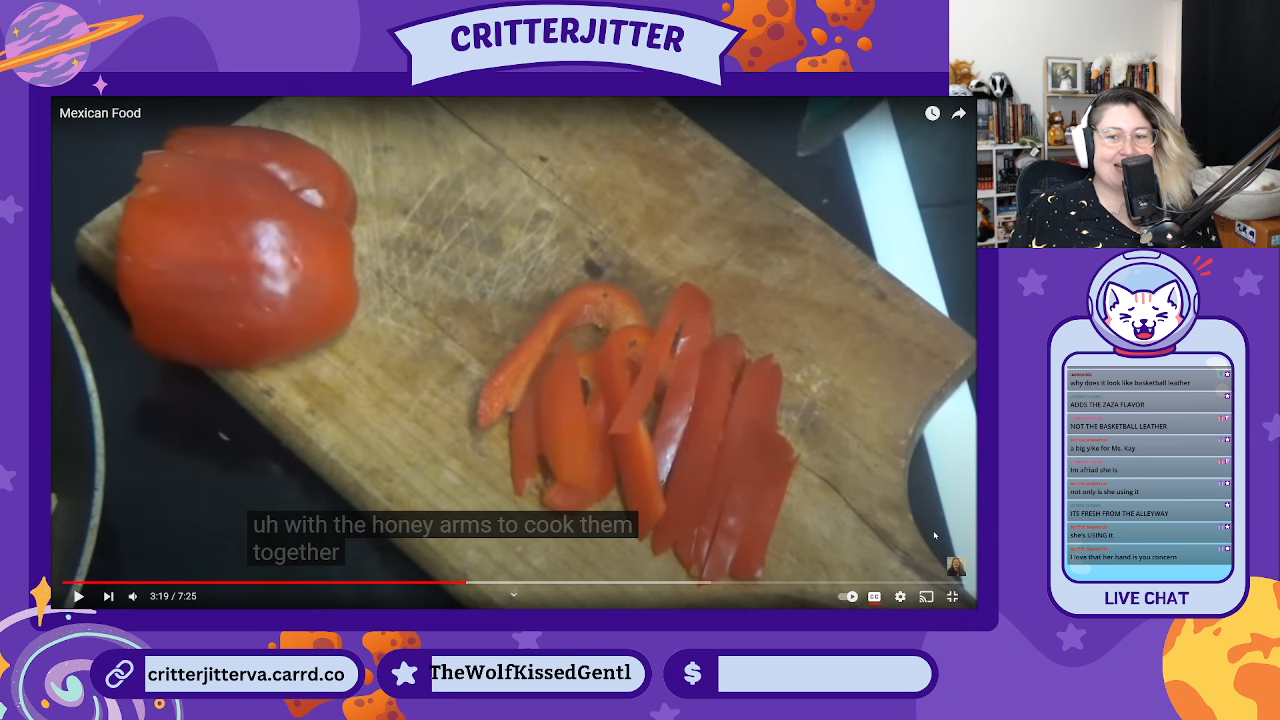 CRITTERJITTER
Mexican Food
uh with the honey arms to cook them
together
3:19 / 7:25
CC
why does it look like basketball leather
ADDS THE ZAZA FLAVOR
NOT THE BASKETBALL LEATHER
a big yike for Ms. Kay
Im afriad she is
not only is she using it
ITS FRESH FROM THE ALLEYWAY
she's USING it
I love that her hand is you concern
LIVE CHAT
critterjitterva.carrd.co
TheWolfKissedGentl
$